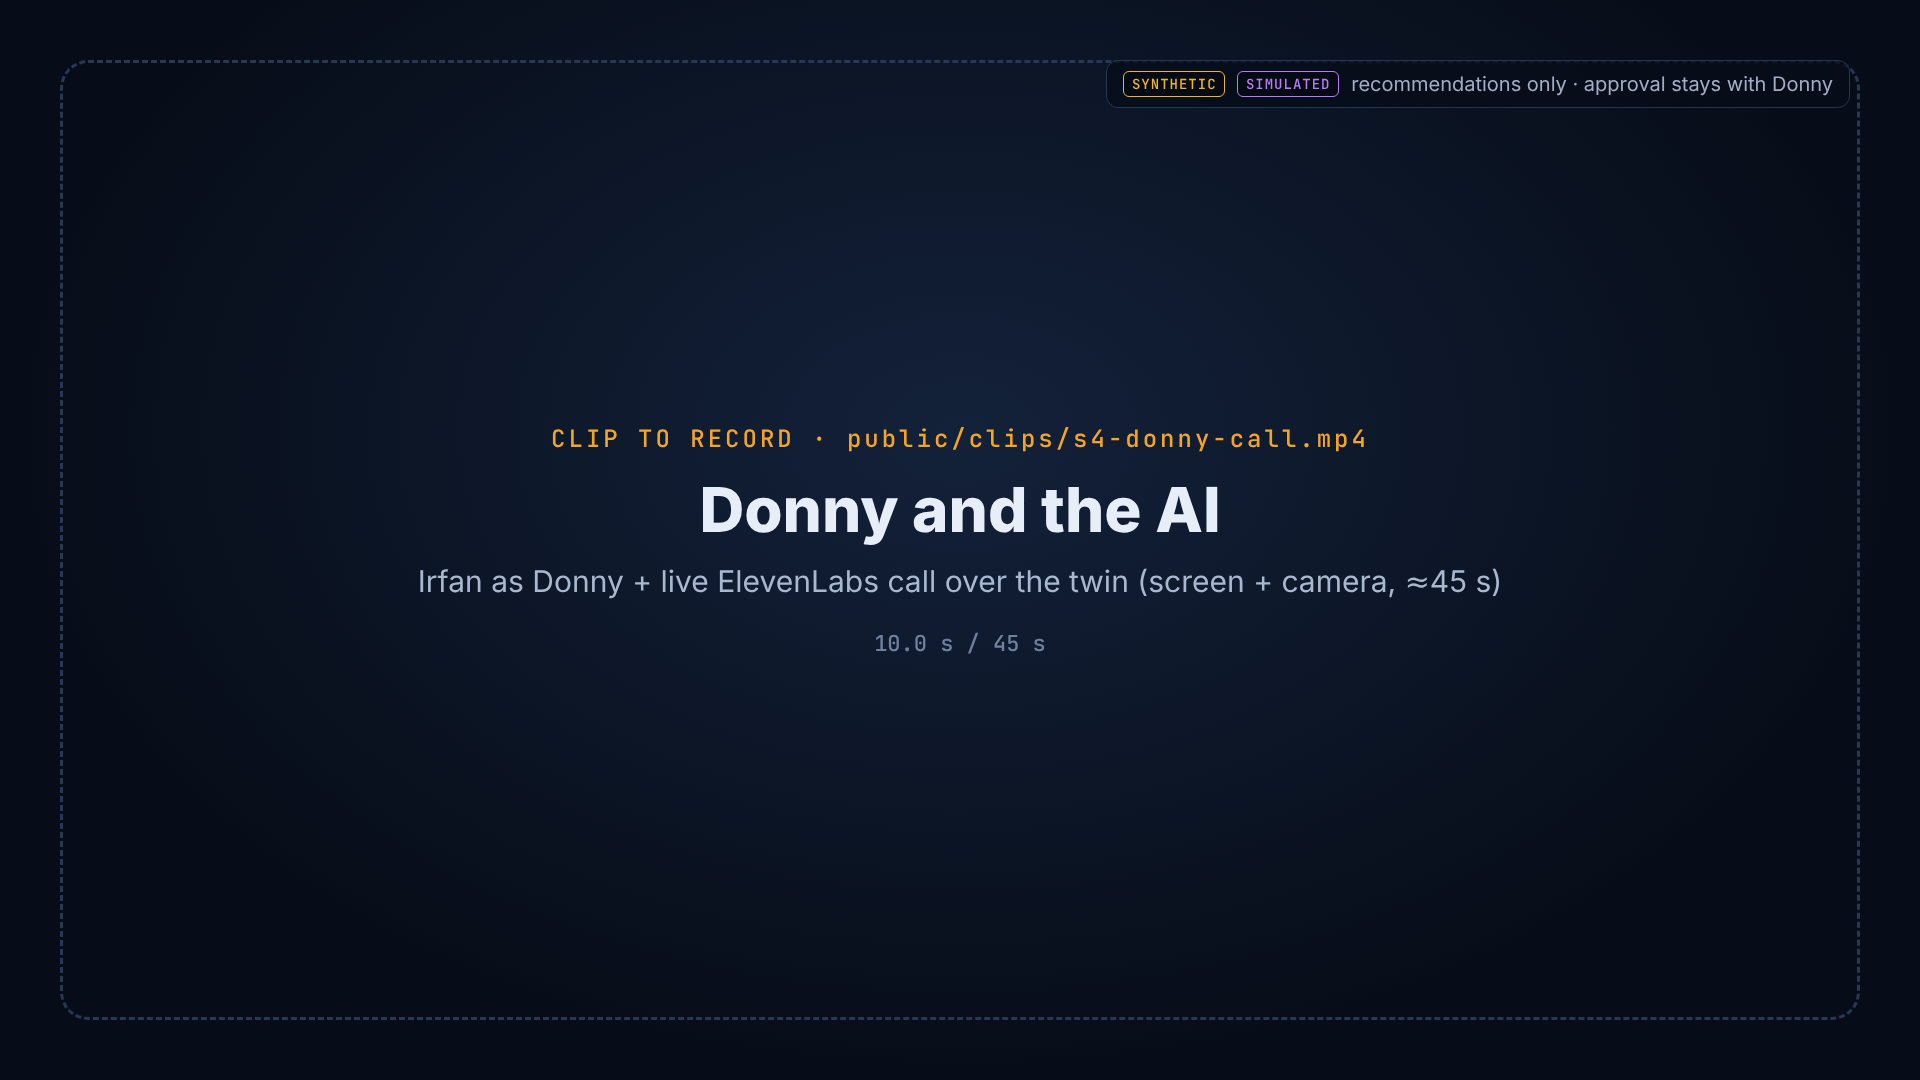 SYNTHETIC SIMULATED recommendations only · approval stays with Donny
CLIP TO RECORD · public/clips/s4-donny-call.mp4
Donny and the AI
Irfan as Donny + live ElevenLabs call over the twin (screen + camera, ≈45 s)
10.0 s / 45 s